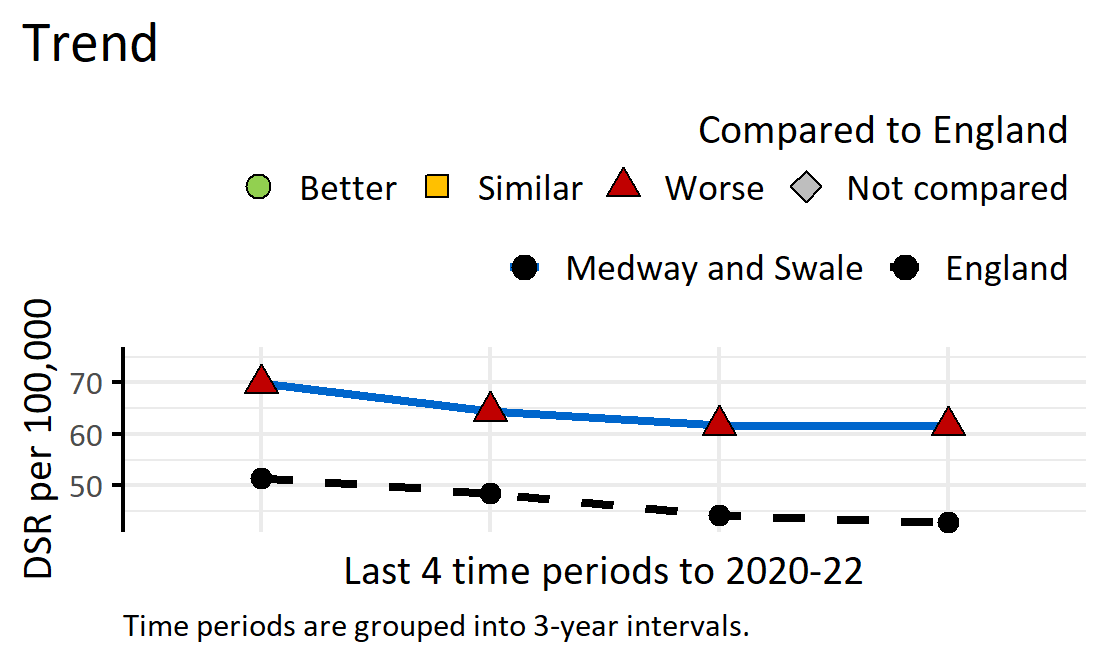 Trend
Compared to England
Better Similar Worse Not compared
Medway and Swale England
DSR per 100,000
70
60
50
Last 4 time periods to 2020-22
Time periods are grouped into 3-year intervals.